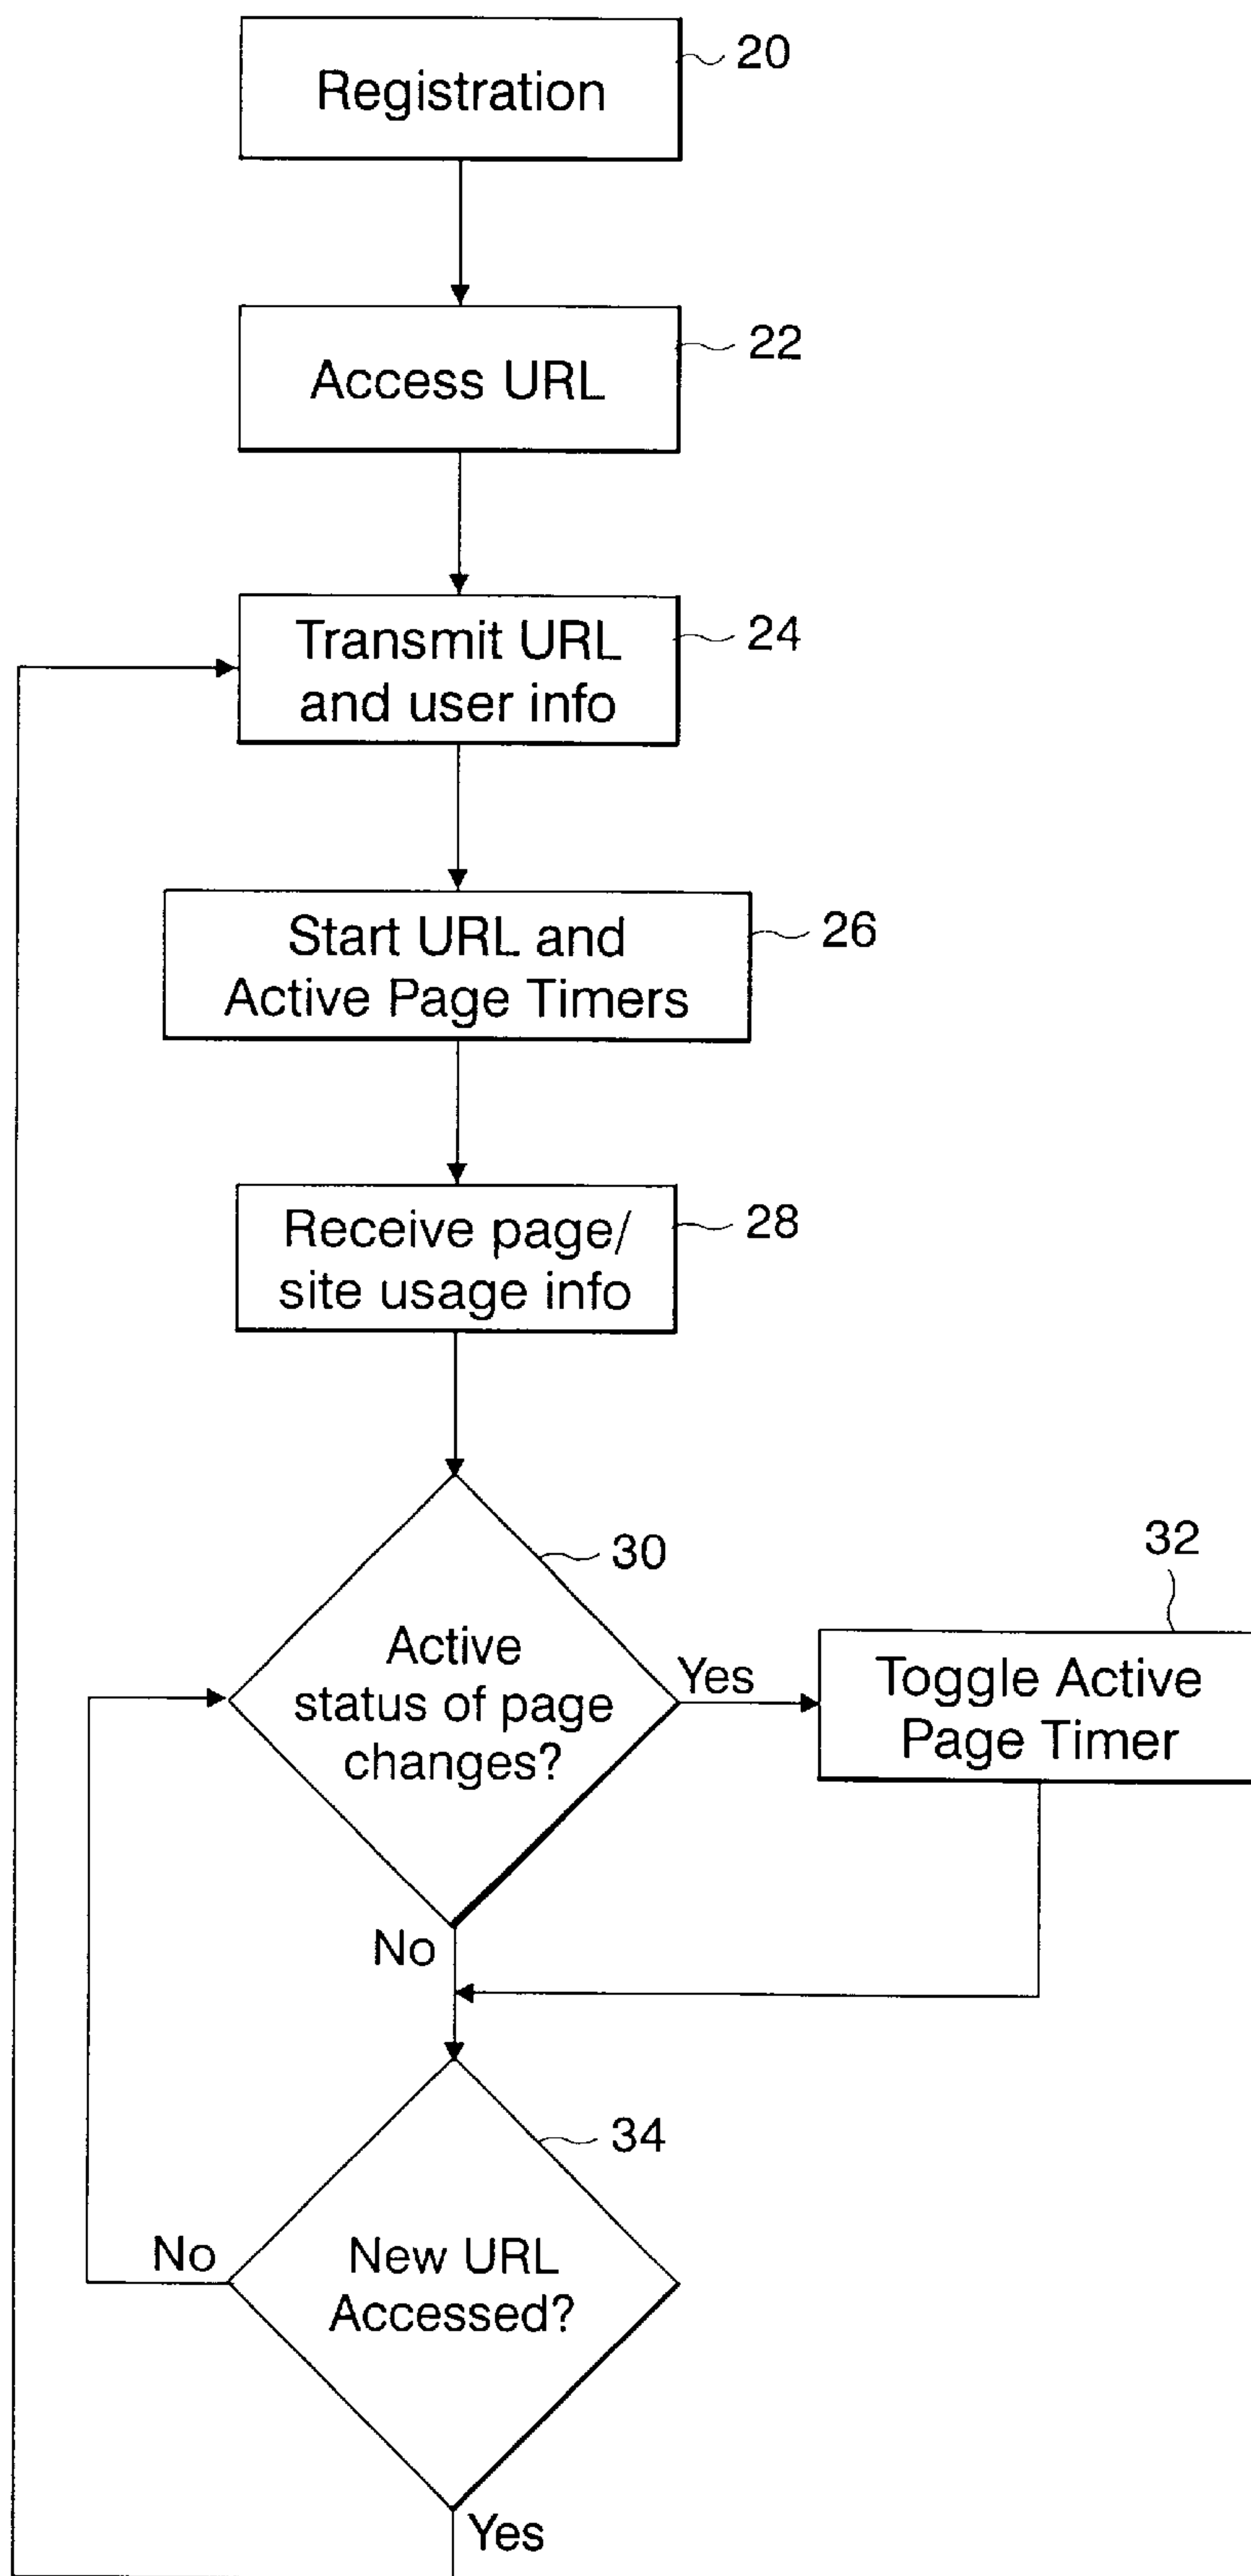 Registration
20
Access URL
22
Transmit URL
and user info
24
Start URL and
Active Page Timers
26
Receive page/
site usage info
28
30
Active
status of page
changes?
Yes
32
Toggle Active
Page Timer
No
34
New URL
Accessed?
No
Yes